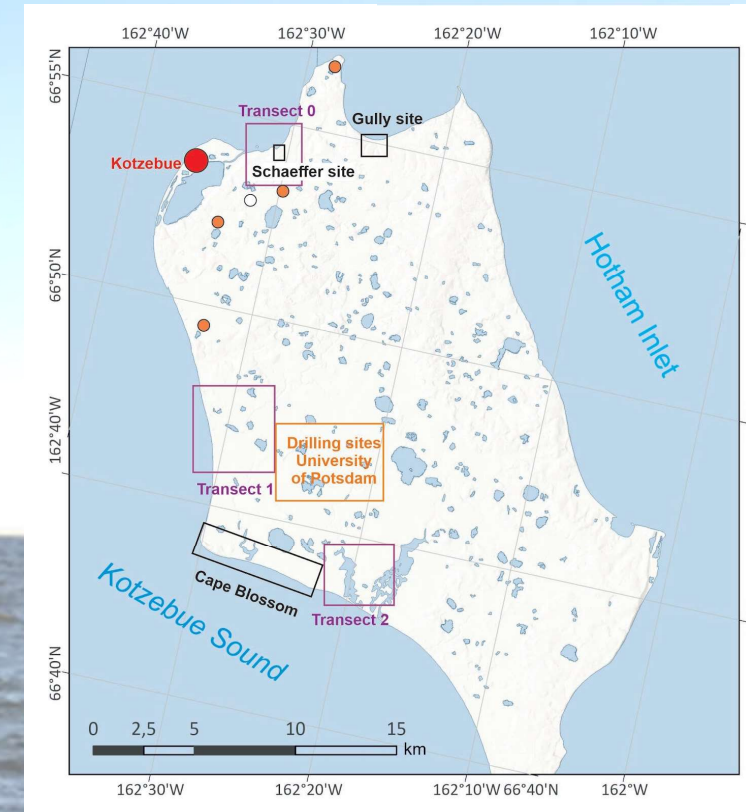 162°40'W
162°30'W
162°20'W
162°10'W
66°55'N
Transect 0
Gully site
Kotzebue
Schaeffer site
66°50'N
Hotham Inlet
162°40'W
Drilling sites
University
of Potsdam
Transect 1
Cape Blossom
Transect 2
Kotzebue Sound
66°40'N
0 2,5 5 10 15
km
162°30'W
162°20'W
162°10'W
66°40'N
162°W